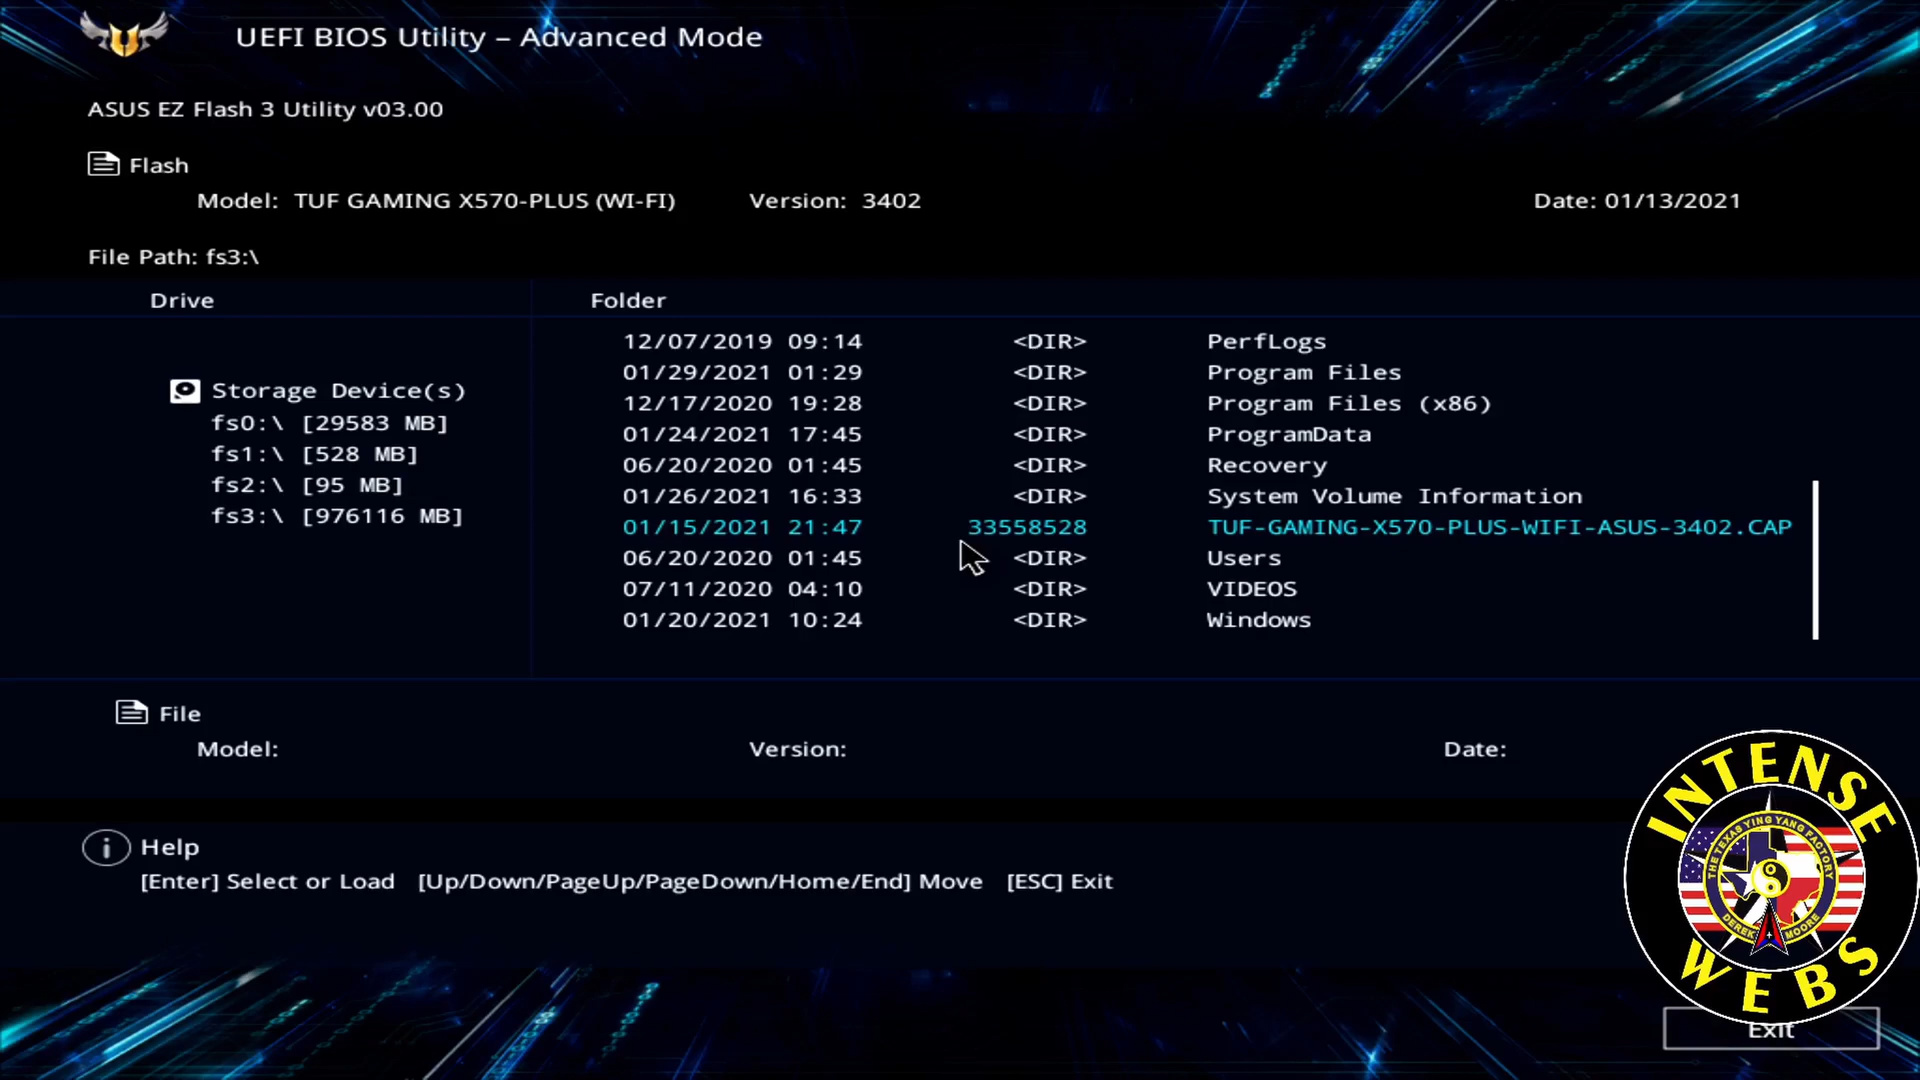 UEFI BIOS Utility – Advanced Mode
ASUS EZ Flash 3 Utility v03.00
Flash
Model: TUF GAMING X570-PLUS (WI-FI) Version: 3402 Date: 01/13/2021
File Path: fs3:\
Drive Folder
Storage Device(s)
fs0:\ [29583 MB]
fs1:\ [528 MB]
fs2:\ [95 MB]
fs3:\ [976116 MB]
12/07/2019 09:14 <DIR> PerfLogs
01/29/2021 01:29 <DIR> Program Files
12/17/2020 19:28 <DIR> Program Files (x86)
01/24/2021 17:45 <DIR> ProgramData
06/20/2020 01:45 <DIR> Recovery
01/26/2021 16:33 <DIR> System Volume Information
01/15/2021 21:47 33558528 TUF-GAMING-X570-PLUS-WIFI-ASUS-3402.CAP
06/20/2020 01:45 <DIR> Users
07/11/2020 04:10 <DIR> VIDEOS
01/20/2021 10:24 <DIR> Windows
File
Model: Version: Date:
Help
[Enter] Select or Load [Up/Down/PageUp/PageDown/Home/End] Move [ESC] Exit
INTENSE
THE TEXAS YING YANG FACTORY
DEREK MOORE
WEBS
Exit